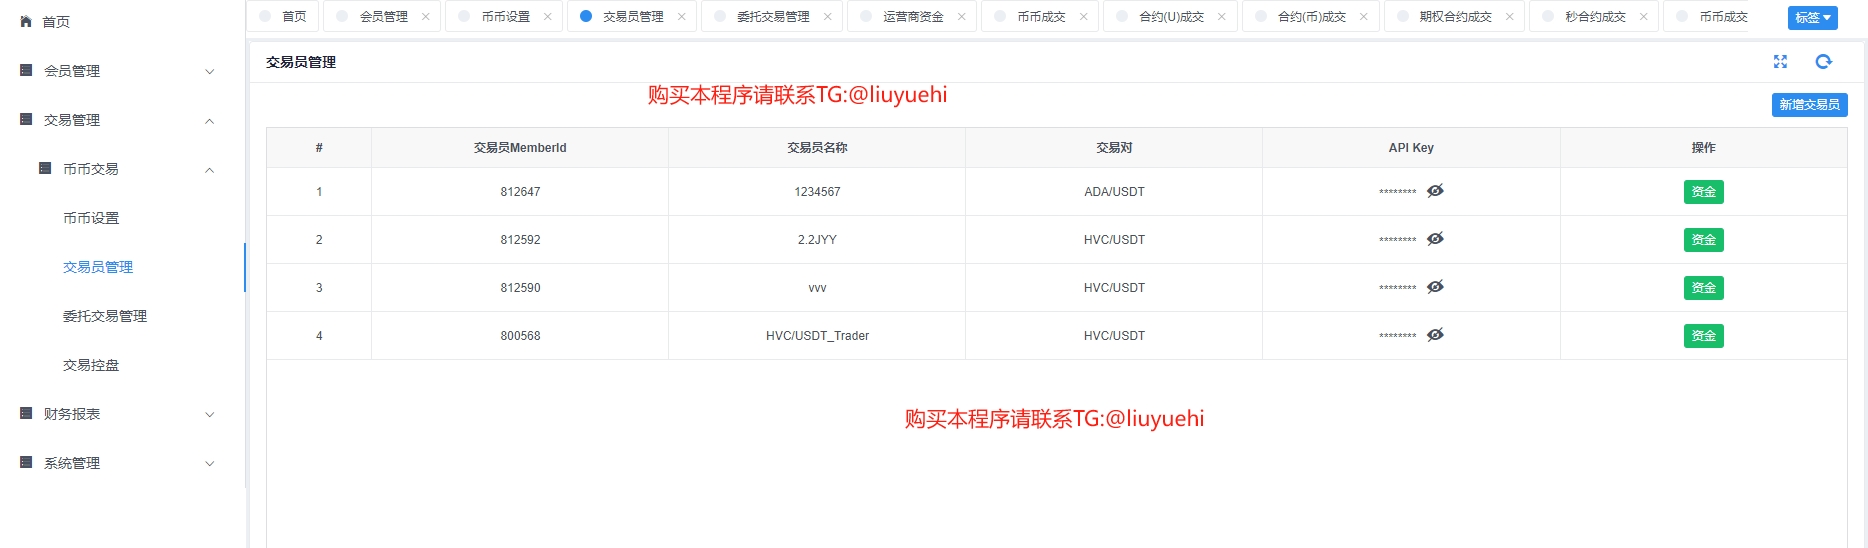 首页
会员管理
交易管理
币币交易
币币设置
交易员管理
委托交易管理
交易控盘
财务报表
系统管理
首页 会员管理 × 币币设置 × 交易员管理 × 委托交易管理 × 运营商资金 × 币币成交 × 合约(U)成交 × 合约(币)成交 × 期权合约成交 × 秒合约成交 × 币币成交 标签
交易员管理
购买本程序请联系TG:@liuyuehi
新增交易员
# 交易员MemberId 交易员名称 交易对 API Key 操作
1 812647 1234567 ADA/USDT ******** 资金
2 812592 2.2JYY HVC/USDT ******** 资金
3 812590 vvv HVC/USDT ******** 资金
4 800568 HVC/USDT_Trader HVC/USDT ******** 资金
购买本程序请联系TG:@liuyuehi